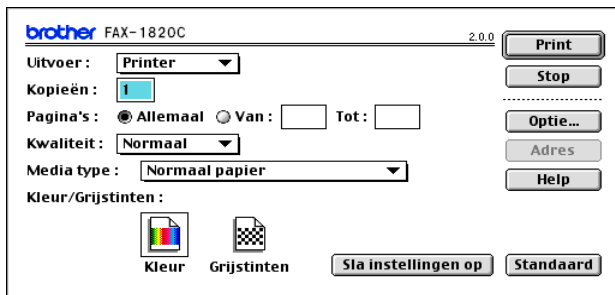 brother FAX-1820C 2.0.0
Print
Uitvoer : Printer
Stop
Kopieën : 1
Pagina's : Allemaal Van : Tot :
Optie...
Kwaliteit : Normaal
Adres
Media type : Normaal papier
Help
Kleur/Grijstinten :
Kleur Grijstinten
Sla instellingen op Standaard